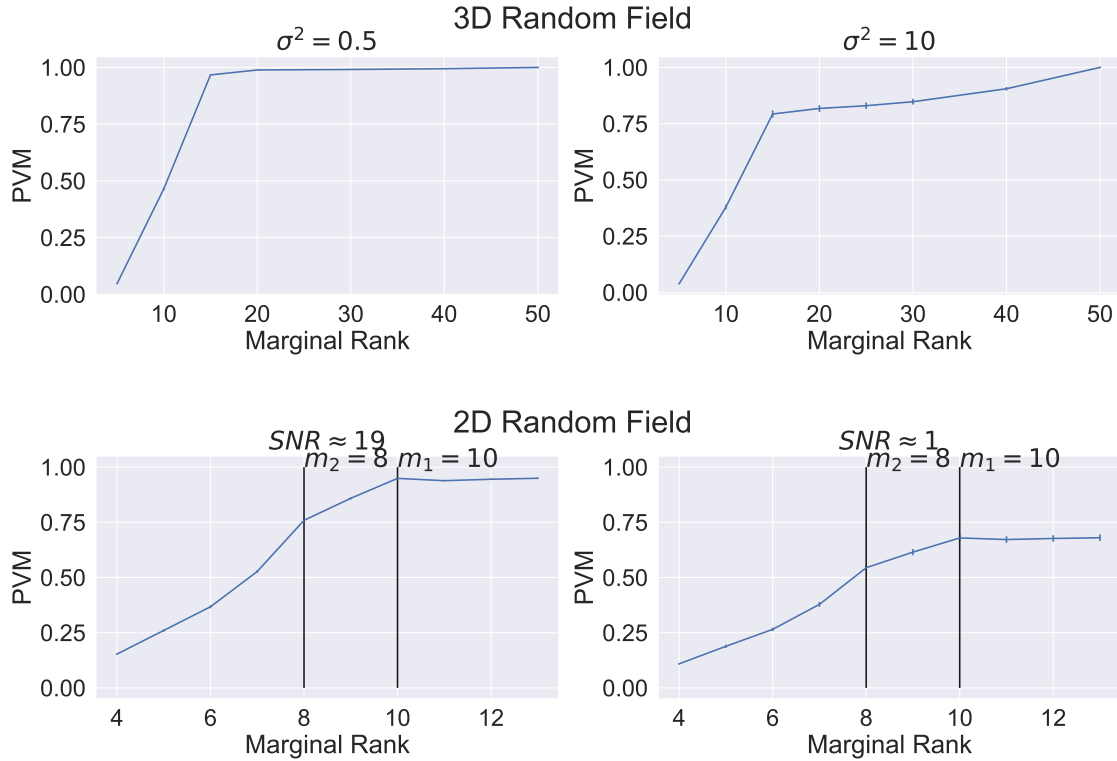 3D Random Field
σ² = 0.5
σ² = 10
1.00
0.75
0.50
0.25
0.00
PVM
10 20 30 40 50
Marginal Rank
1.00
0.75
0.50
0.25
0.00
PVM
10 20 30 40 50
Marginal Rank
2D Random Field
SNR ≈ 19
m₂ = 8 m₁ = 10
1.00
0.75
0.50
0.25
0.00
PVM
4 6 8 10 12
Marginal Rank
SNR ≈ 1
m₂ = 8 m₁ = 10
1.00
0.75
0.50
0.25
0.00
PVM
4 6 8 10 12
Marginal Rank